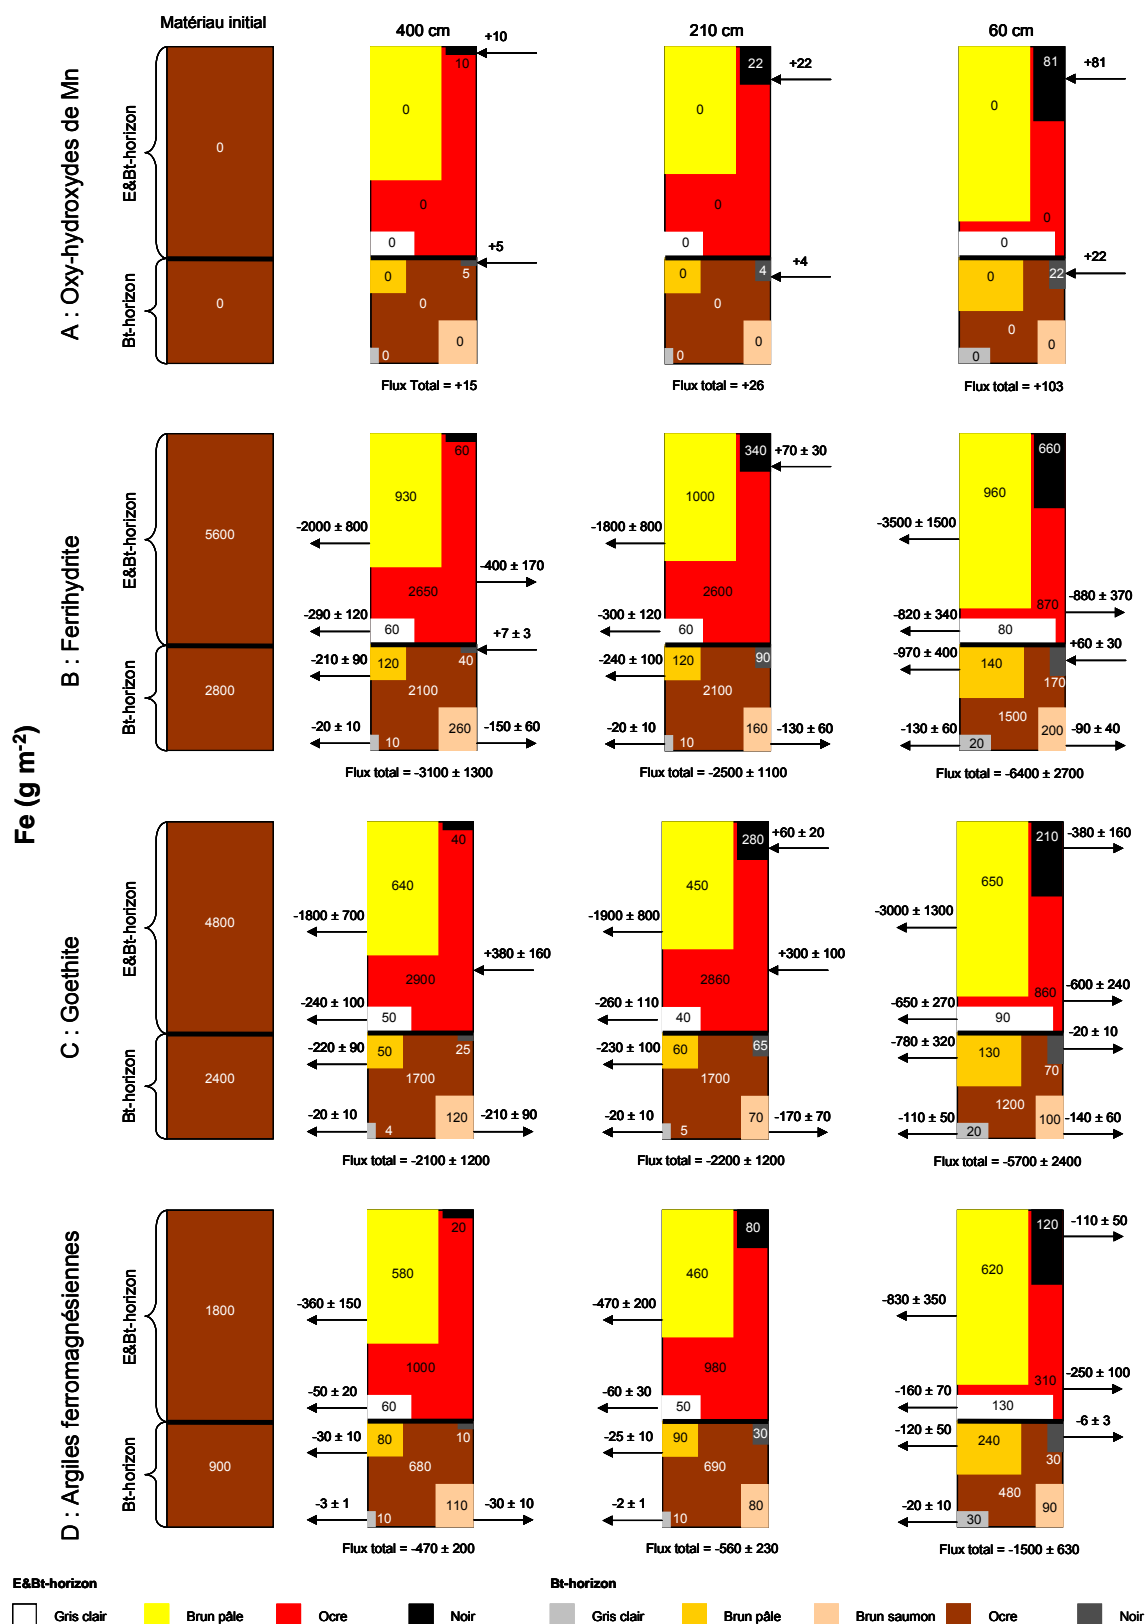 Matériau initial
400 cm
210 cm
60 cm
Fe (g m-2)
A : Oxy-hydroxydes de Mn
E&Bt-horizon
Bt-horizon
0
0
+10
10
0
0
0
+5
5
0
0
0
0
Flux Total = +15
+22
22
0
0
0
+4
4
0
0
0
0
Flux total = +26
+81
81
0
0
0
+22
22
0
0
0
0
Flux total = +103
B : Ferrihydrite
E&Bt-horizon
Bt-horizon
5600
2800
60
930
-2000 ± 800
-400 ± 170
2650
-290 ± 120
60
+7 ± 3
-210 ± 90
120
40
2100
-20 ± 10
10
260
-150 ± 60
Flux total = -3100 ± 1300
340
+70 ± 30
1000
-1800 ± 800
2600
-300 ± 120
60
-240 ± 100
120
90
2100
-20 ± 10
10
160
-130 ± 60
Flux total = -2500 ± 1100
660
960
-3500 ± 1500
-880 ± 370
870
-820 ± 340
80
+60 ± 30
-970 ± 400
140
170
1500
-130 ± 60
20
200
-90 ± 40
Flux total = -6400 ± 2700
C : Goethite
E&Bt-horizon
Bt-horizon
4800
2400
40
640
-1800 ± 700
+380 ± 160
2900
-240 ± 100
50
-220 ± 90
50
25
1700
-20 ± 10
4
120
-210 ± 90
Flux total = -2100 ± 1200
280
+60 ± 20
450
-1900 ± 800
+300 ± 100
2860
-260 ± 110
40
-230 ± 100
60
65
1700
-20 ± 10
5
70
-170 ± 70
Flux total = -2200 ± 1200
210
-380 ± 160
650
-3000 ± 1300
-600 ± 240
860
-650 ± 270
90
-20 ± 10
-780 ± 320
130
70
1200
-110 ± 50
20
100
-140 ± 60
Flux total = -5700 ± 2400
D : Argiles ferromagnésiennes
E&Bt-horizon
Bt-horizon
1800
900
20
580
-360 ± 150
1000
-50 ± 20
60
-30 ± 10
80
10
680
-3 ± 1
10
110
-30 ± 10
Flux total = -470 ± 200
80
460
-470 ± 200
980
-60 ± 30
50
-25 ± 10
90
30
690
-2 ± 1
10
80
Flux total = -560 ± 230
120
-110 ± 50
620
-830 ± 350
-250 ± 100
310
-160 ± 70
130
-6 ± 3
-120 ± 50
240
30
480
-20 ± 10
30
90
Flux total = -1500 ± 630
E&Bt-horizon
Gris clair
Brun pâle
Ocre
Noir
Bt-horizon
Gris clair
Brun pâle
Brun saumon
Ocre
Noir